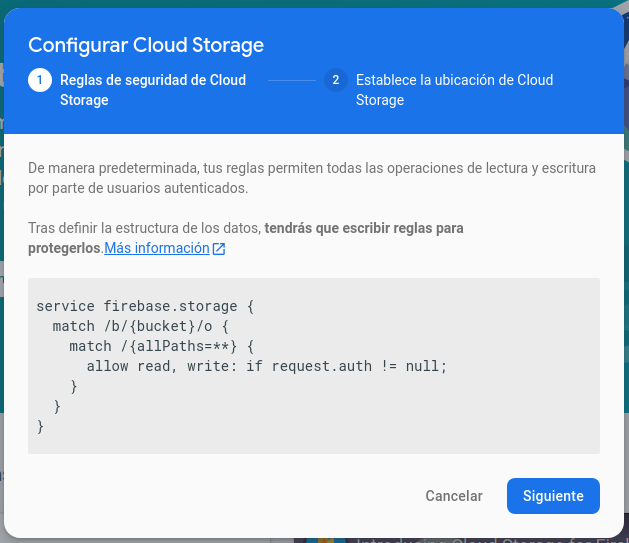 Configurar Cloud Storage
1 Reglas de seguridad de Cloud
Storage
2 Establece la ubicación de Cloud
Storage
De manera predeterminada, tus reglas permiten todas las operaciones de lectura y escritura
por parte de usuarios autenticados.
Tras definir la estructura de los datos, tendrás que escribir reglas para
protegerlos.Más información
service firebase.storage {
  match /b/{bucket}/o {
    match /{allPaths=**} {
      allow read, write: if request.auth != null;
    }
  }
}
Cancelar
Siguiente